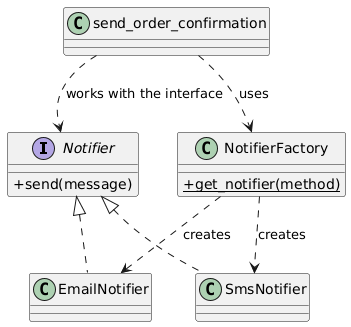 C send_order_confirmation
works with the interface
uses
I Notifier
+send(message)
C NotifierFactory
+get_notifier(method)
creates
creates
C EmailNotifier
C SmsNotifier